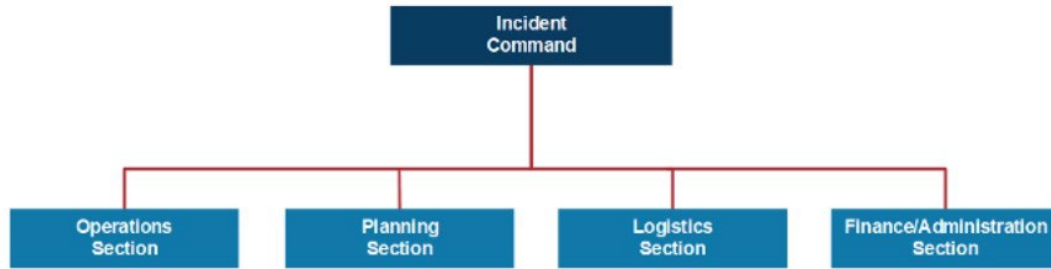 Incident
Command
Operations
Section
Planning
Section
Logistics
Section
Finance/Administration
Section